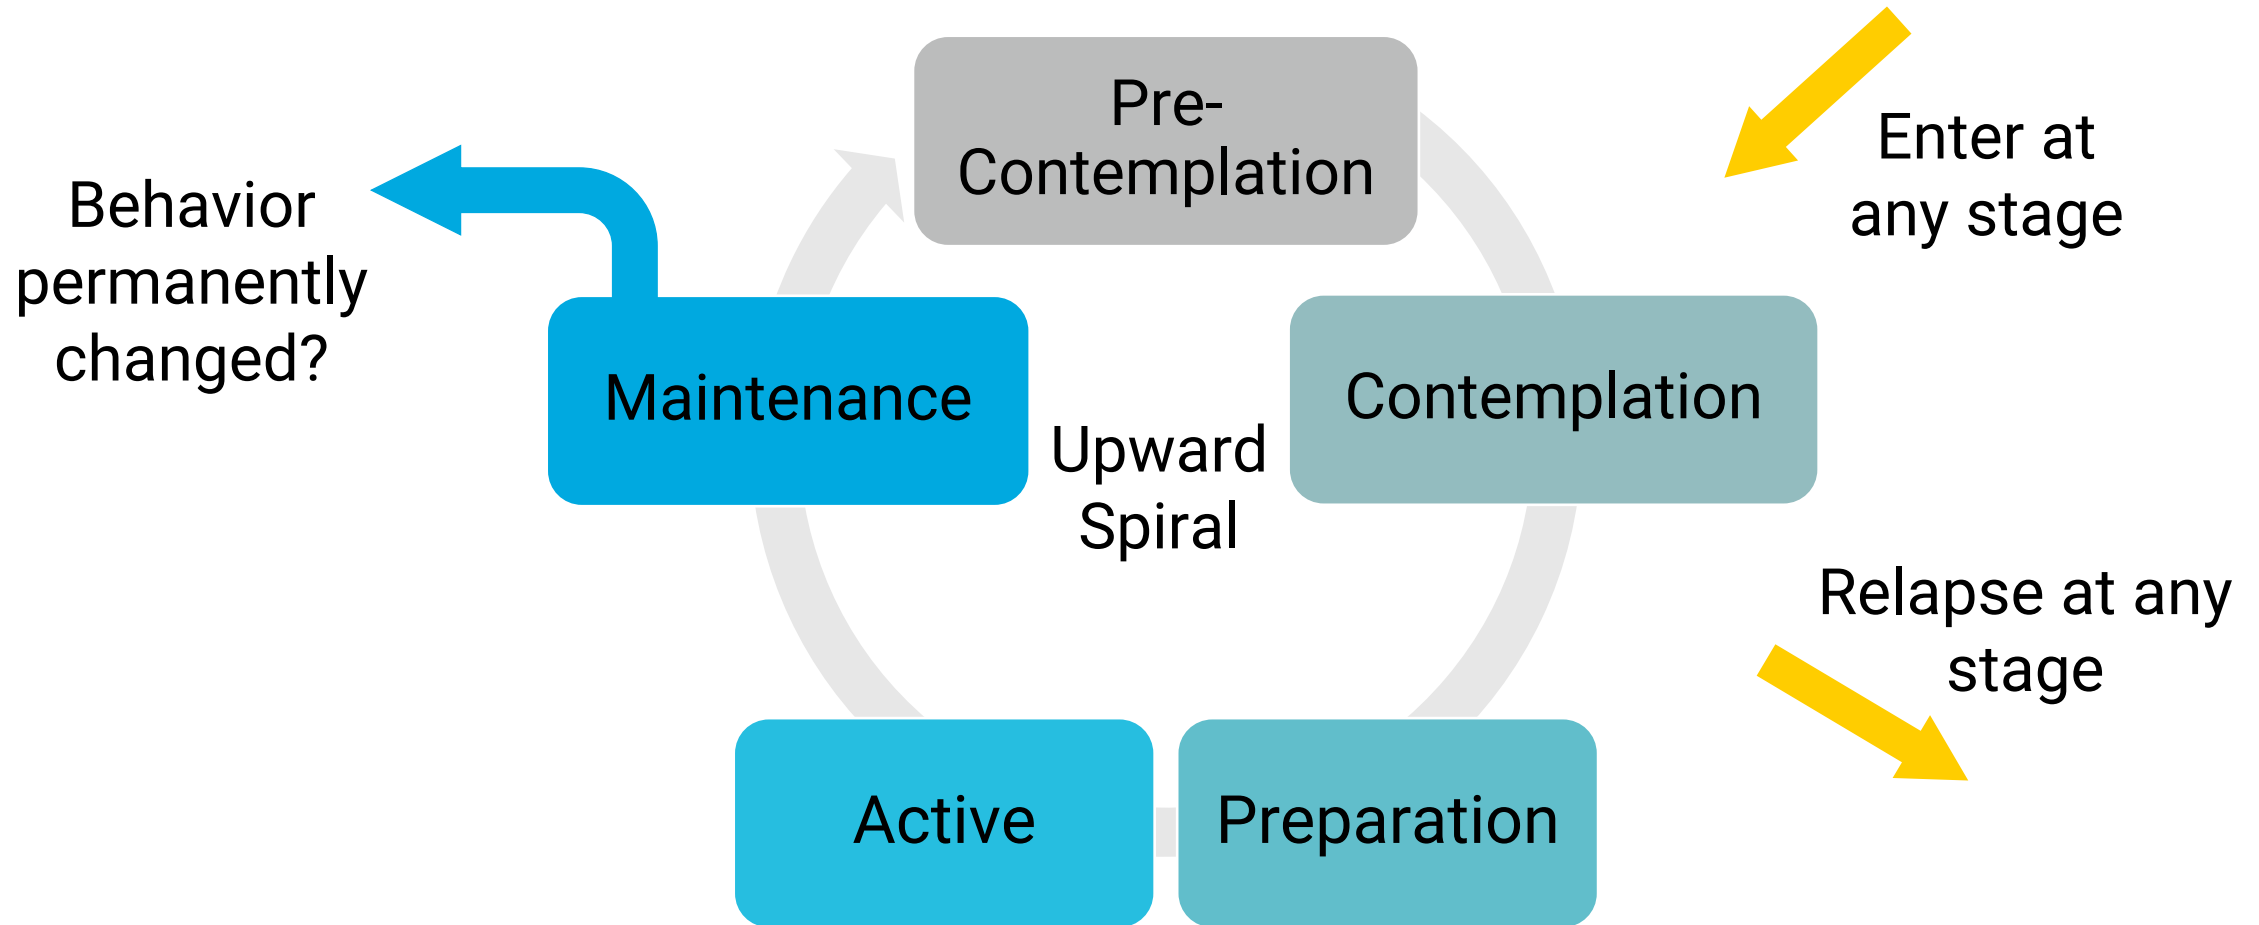 Pre-
Contemplation
Enter at
any stage
Behavior
permanently
changed?
Maintenance
Contemplation
Upward
Spiral
Relapse at any
stage
Active
Preparation